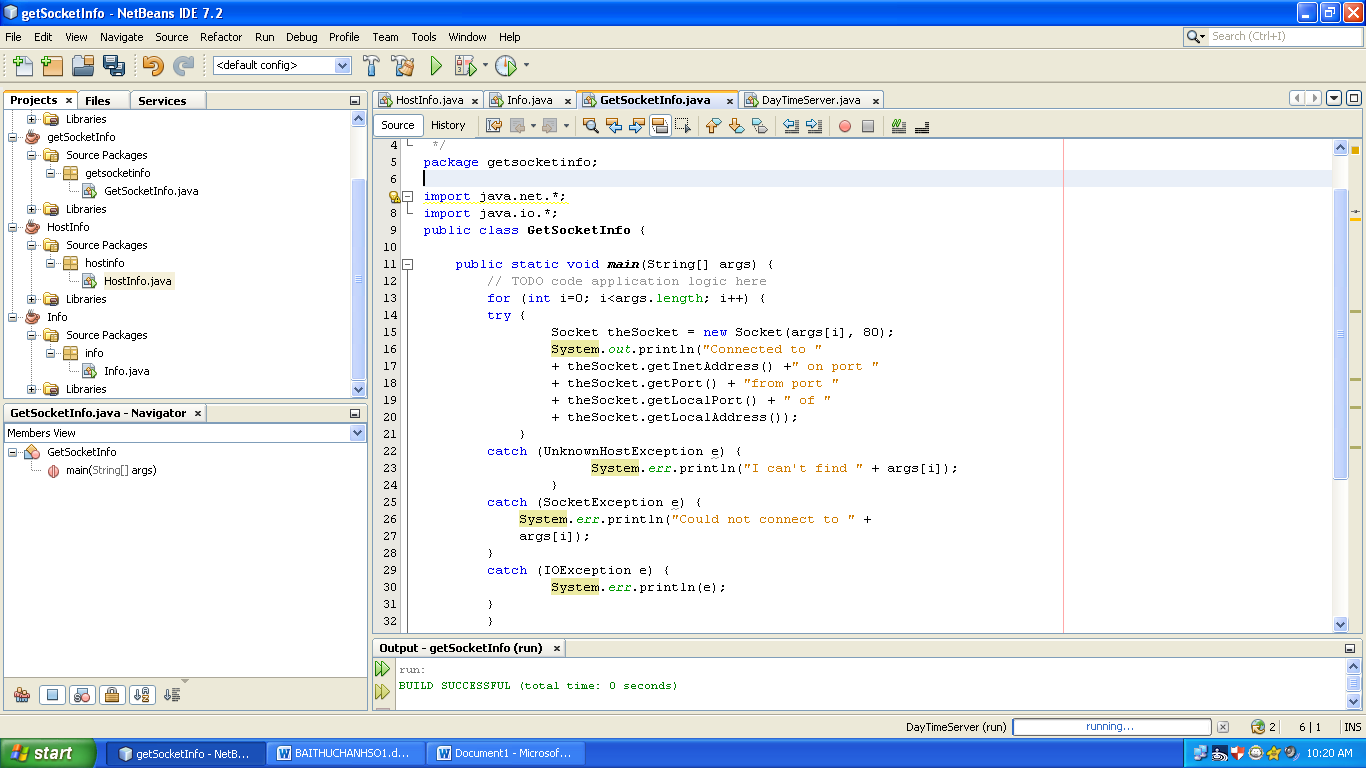 getSocketInfo - NetBeans IDE 7.2
File Edit View Navigate Source Refactor Run Debug Profile Team Tools Window Help
Search (Ctrl+I)
<default config>
Projects × Files Services
Libraries
getSocketInfo
Source Packages
getsocketinfo
GetSocketInfo.java
Libraries
HostInfo
Source Packages
hostinfo
HostInfo.java
Libraries
Info
Source Packages
info
Info.java
Libraries
GetSocketInfo.java - Navigator ×
Members View
GetSocketInfo
main(String[] args)
HostInfo.java × Info.java × GetSocketInfo.java × DayTimeServer.java ×
Source History
4 */
5 package getsocketinfo;
6
import java.net.*;
8 import java.io.*;
9 public class GetSocketInfo {
10
11 public static void main(String[] args) {
12 // TODO code application logic here
13 for (int i=0; i<args.length; i++) {
14 try {
15 Socket theSocket = new Socket(args[i], 80);
16 System.out.println("Connected to "
17 + theSocket.getInetAddress() +" on port "
18 + theSocket.getPort() + "from port "
19 + theSocket.getLocalPort() + " of "
20 + theSocket.getLocalAddress());
21 }
22 catch (UnknownHostException e) {
23 System.err.println("I can't find " + args[i]);
24 }
25 catch (SocketException e) {
26 System.err.println("Could not connect to " +
27 args[i]);
28 }
29 catch (IOException e) {
30 System.err.println(e);
31 }
32 }
Output - getSocketInfo (run) ×
run:
BUILD SUCCESSFUL (total time: 0 seconds)
DayTimeServer (run) running... 2 6 | 1 INS
start getSocketInfo - NetB... BAITHUCHANHSO1.d... Document1 - Microsof... 10:20 AM